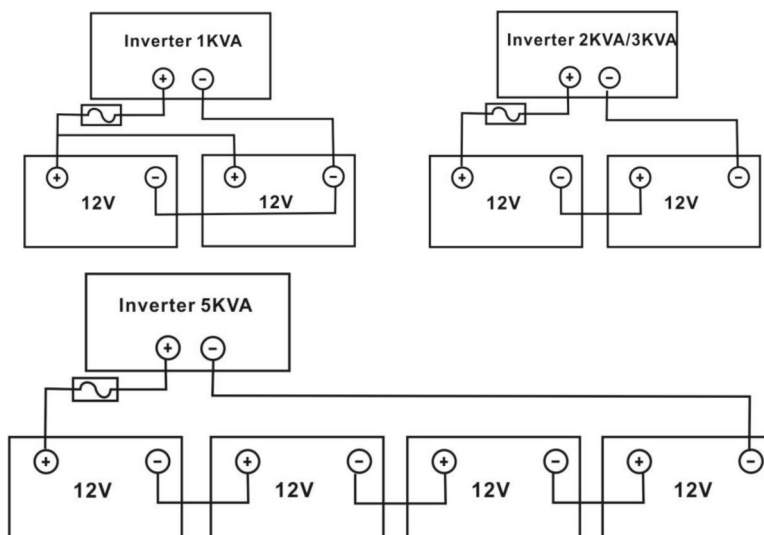 Inverter 1KVA
+ −
+ − + −
12V 12V
Inverter 2KVA/3KVA
+ −
+ − + −
12V 12V
Inverter 5KVA
+ −
+ − + − + − + −
12V 12V 12V 12V